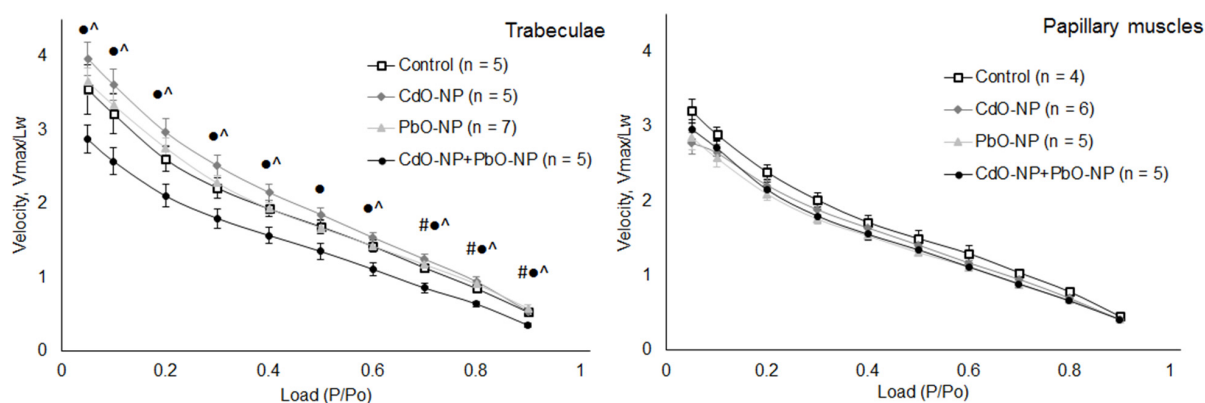 Trabeculae
Control (n = 5)
CdO-NP (n = 5)
PbO-NP (n = 7)
CdO-NP+PbO-NP (n = 5)
●^
●^
●^
●^
●^
●
●^
#●^
#●^
#●^
Velocity, Vmax/Lw
4
3
2
1
0
0
0.2
0.4
0.6
0.8
1
Load (P/Po)
Papillary muscles
Control (n = 4)
CdO-NP (n = 6)
PbO-NP (n = 5)
CdO-NP+PbO-NP (n = 5)
Velocity, Vmax/Lw
4
3
2
1
0
0
0.2
0.4
0.6
0.8
1
Load (P/Po)